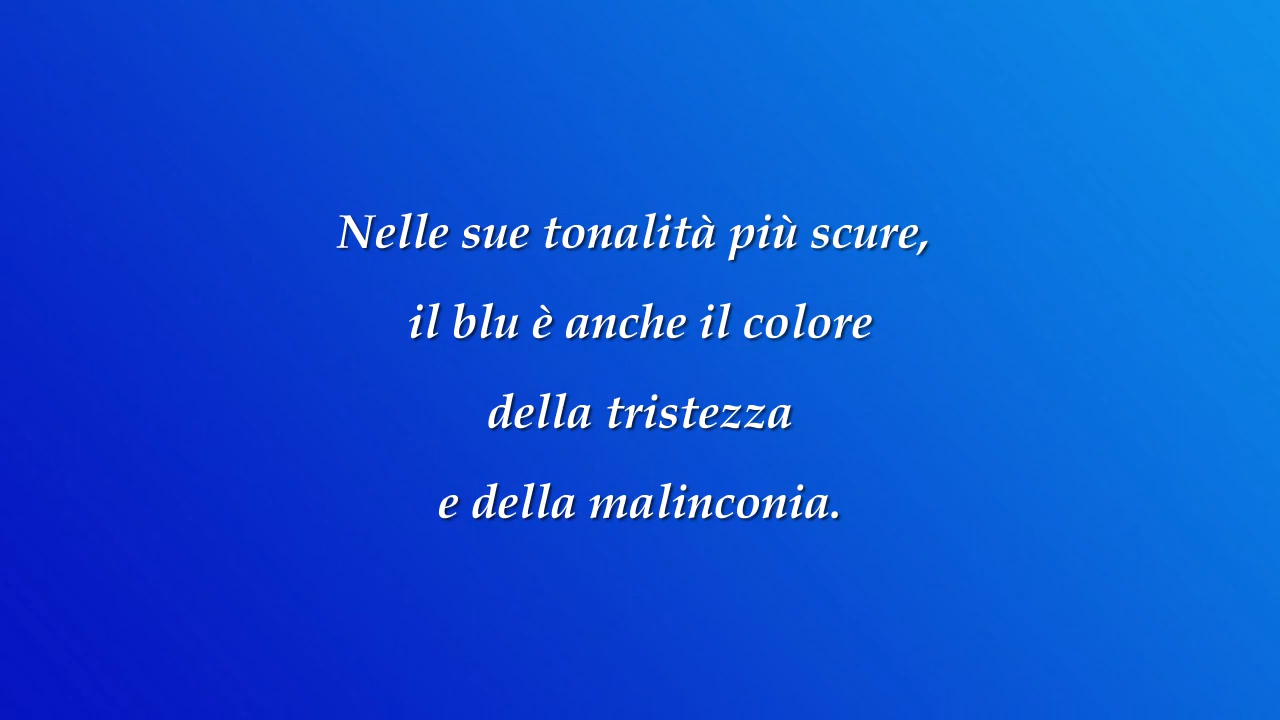 Nelle sue tonalità più scure,
il blu è anche il colore
della tristezza
e della malinconia.